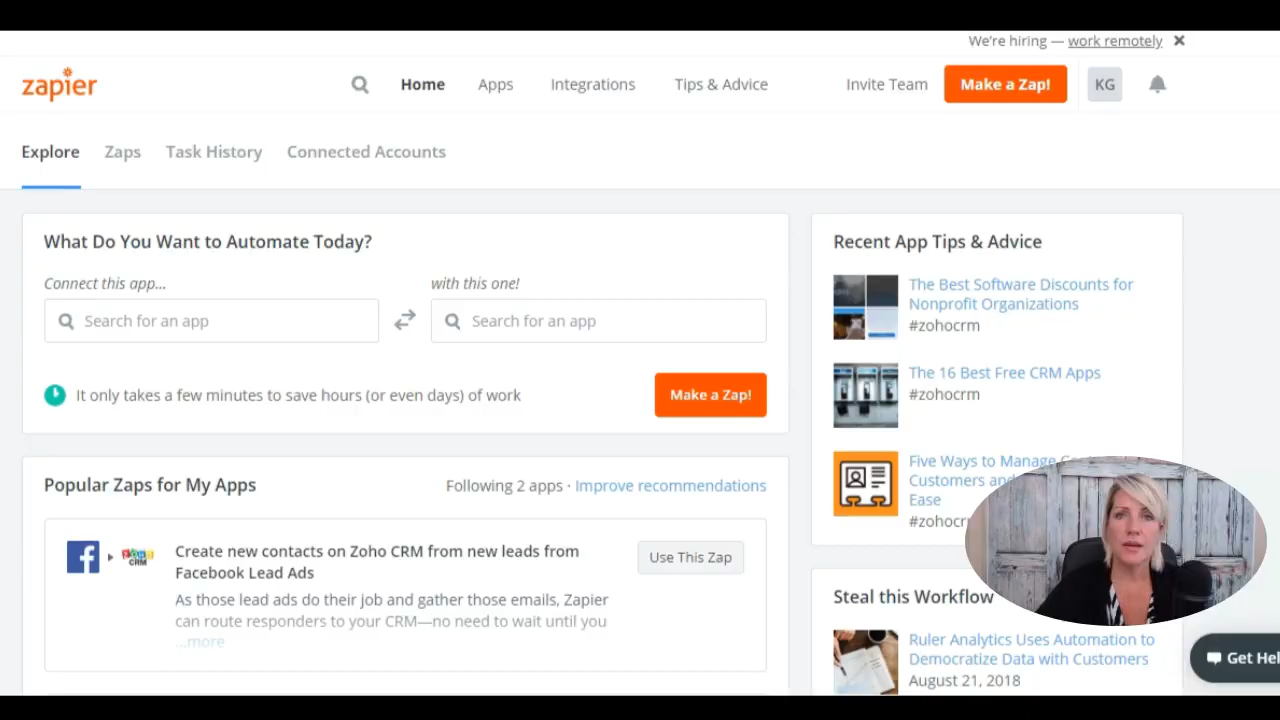 We're hiring — work remotely
zapier
Home
Apps
Integrations
Tips & Advice
Invite Team
Make a Zap!
KG
Explore
Zaps
Task History
Connected Accounts
What Do You Want to Automate Today?
Connect this app...
with this one!
Search for an app
Search for an app
It only takes a few minutes to save hours (or even days) of work
Make a Zap!
Popular Zaps for My Apps
Following 2 apps · Improve recommendations
CRM
Create new contacts on Zoho CRM from new leads from
Facebook Lead Ads
Use This Zap
As those lead ads do their job and gather those emails, Zapier
can route responders to your CRM—no need to wait until you
...more
Recent App Tips & Advice
The Best Software Discounts for
Nonprofit Organizations
#zohocrm
The 16 Best Free CRM Apps
#zohocrm
Five Ways to Manage
Customers and
Ease
#zohocr
Steal this Workflow
Ruler Analytics Uses Automation to
Democratize Data with Customers
August 21, 2018
Get Hel